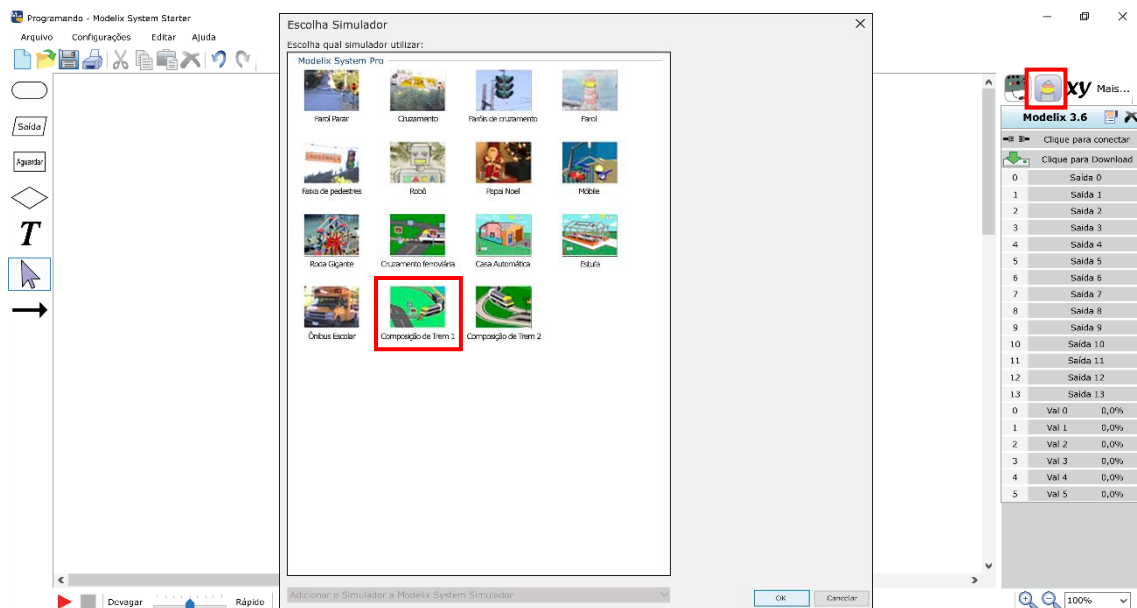 Programando - Modelix System Starter
Arquivo Configurações Editar Ajuda
Saída
Aguardar
T
Escolha Simulador
Escolha qual simulador utilizar:
Modelix System Pro
Farol Parar Cruzamento Faróis de cruzamento Farol
Faixa de pedestres Robô Papai Noel Móbile
Roda Gigante Cruzamento ferroviária Casa Automática Estufa
Ônibus Escolar Composição de Trem 1 Composição de Trem 2
Adicionar o Simulador a Modelix System Simulador
OK Cancelar
xy Mais...
Modelix 3.6
Clique para conectar
Clique para Download
0 Saída 0
1 Saída 1
2 Saída 2
3 Saída 3
4 Saída 4
5 Saída 5
6 Saída 6
7 Saída 7
8 Saída 8
9 Saída 9
10 Saída 10
11 Saída 11
12 Saída 12
13 Saída 13
0 Val 0 0,0%
1 Val 1 0,0%
2 Val 2 0,0%
3 Val 3 0,0%
4 Val 4 0,0%
5 Val 5 0,0%
Devagar Rápido
100%